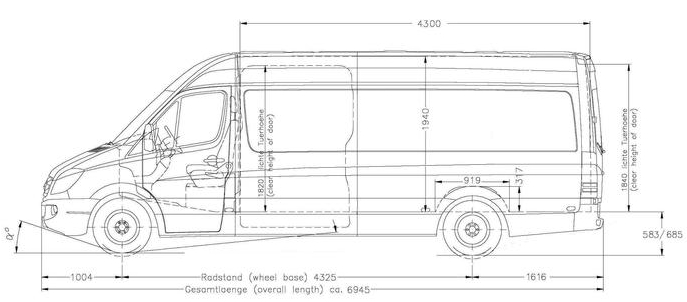 4300
1820 lichte Tuerhoehe
(clear height of door)
1940
1840 lichte Tuerhoehe
(clear height of door)
919
317
583/685
α°
1004
Radstand (wheel base) 4325
1616
Gesamtlaenge (overall length) ca. 6945